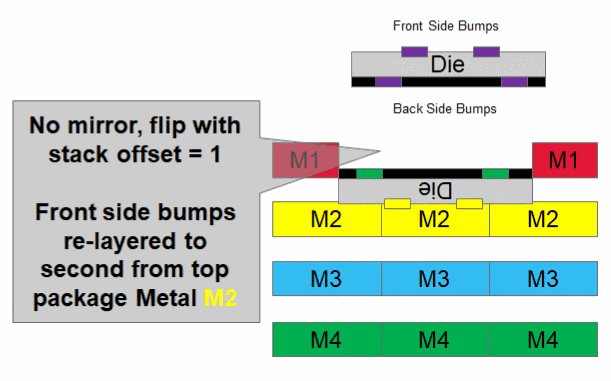 Front Side Bumps
Die
Back Side Bumps
No mirror, flip with
stack offset = 1
Front side bumps
re-layered to
second from top
package Metal M2
M1 M1
Die
M2 M2 M2
M3 M3 M3
M4 M4 M4